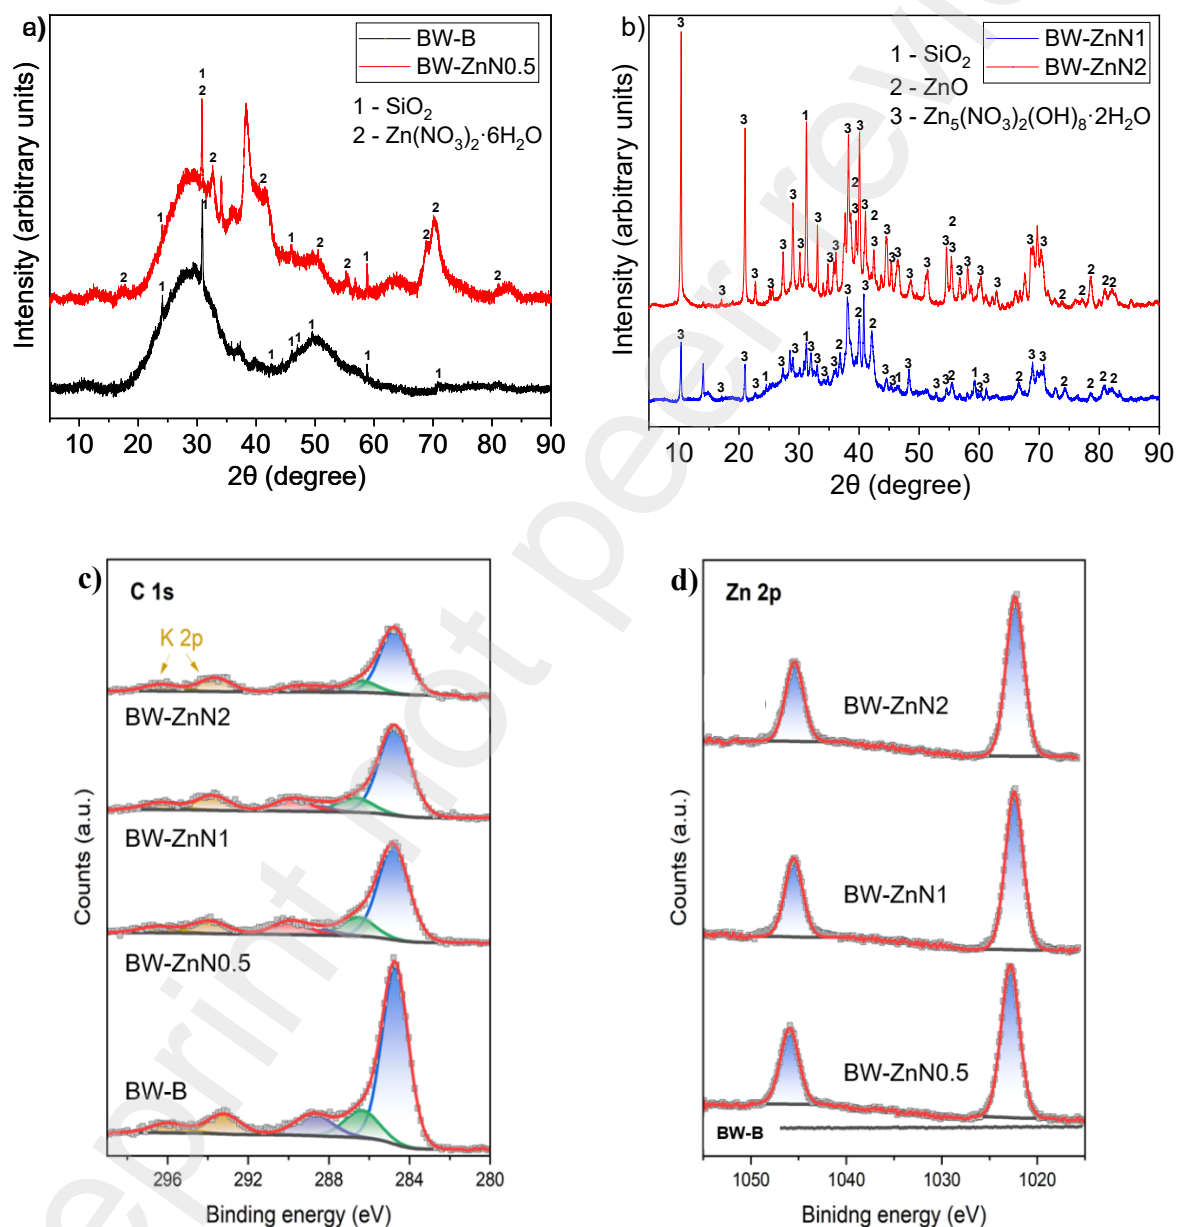 a)
BW-B
BW-ZnN0.5
1 - SiO₂
2 - Zn(NO₃)₂·6H₂O
Intensity (arbitrary units)
10 20 30 40 50 60 70 80 90
2θ (degree)
b)
BW-ZnN1
BW-ZnN2
1 - SiO₂
2 - ZnO
3 - Zn₅(NO₃)₂(OH)₈·2H₂O
Intensity (arbitrary units)
10 20 30 40 50 60 70 80 90
2θ (degree)
c)
C 1s
K 2p
BW-ZnN2
BW-ZnN1
BW-ZnN0.5
BW-B
Counts (a.u.)
296 292 288 284 280
Binding energy (eV)
d)
Zn 2p
BW-ZnN2
BW-ZnN1
BW-ZnN0.5
BW-B
Counts (a.u.)
1050 1040 1030 1020
Binidng energy (eV)
eprint not peer revie